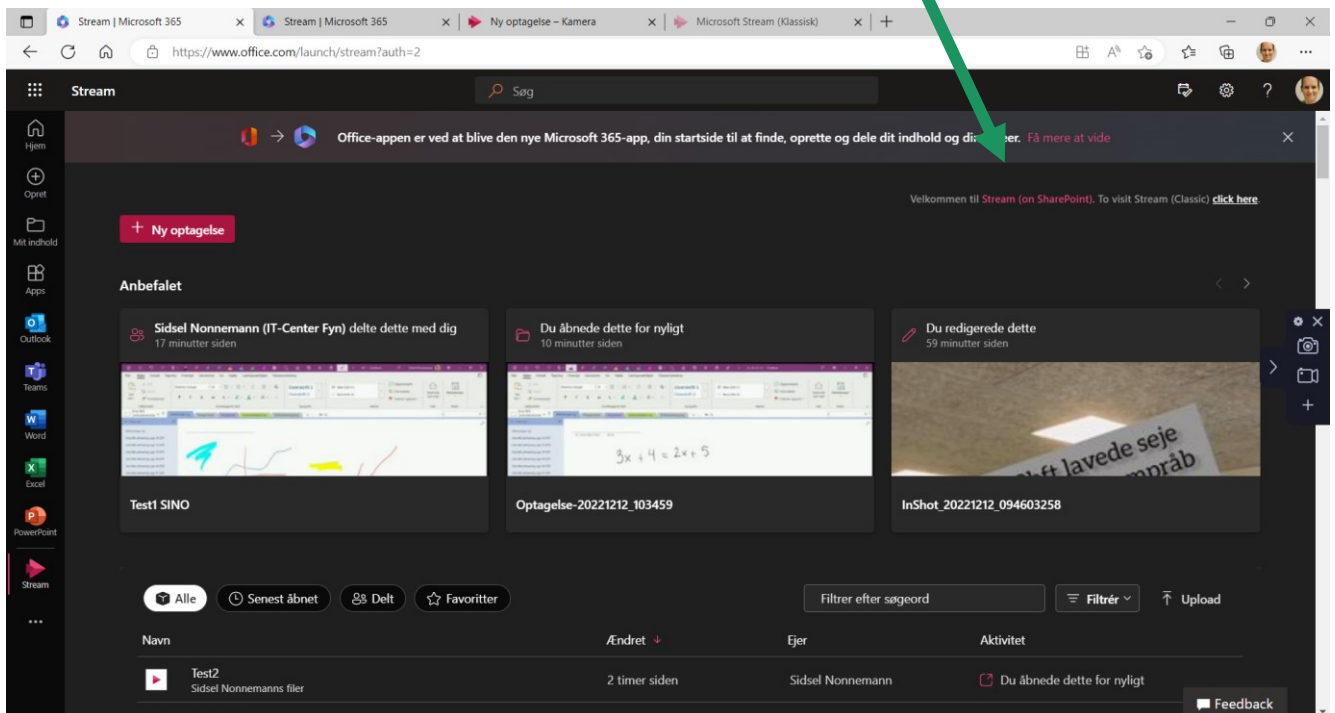 Stream | Microsoft 365
Stream | Microsoft 365
Ny optagelse – Kamera
Microsoft Stream (Klassisk)
https://www.office.com/launch/stream?auth=2
Stream
Søg
Office-appen er ved at blive den nye Microsoft 365-app, din startside til at finde, oprette og dele dit indhold og Få mere at vide
Velkommen til Stream (on SharePoint). To visit Stream (Classic) click here.
Hjem
Opret
Mit indhold
Apps
Outlook
Teams
Word
Excel
PowerPoint
Stream
+ Ny optagelse
Anbefalet
Sidsel Nonnemann (IT-Center Fyn) delte dette med dig
17 minutter siden
Du åbnede dette for nyligt
10 minutter siden
Du redigerede dette
59 minutter siden
3x + 4 = 2x + 5
lavede seje
Test1 SINO
Optagelse-20221212_103459
InShot_20221212_094603258
Alle
Senest åbnet
Delt
Favoritter
Filtrer efter søgeord
Filtrér
Upload
Navn
Ændret
Ejer
Aktivitet
Test2
Sidsel Nonnemanns filer
2 timer siden
Sidsel Nonnemann
Du åbnede dette for nyligt
Feedback